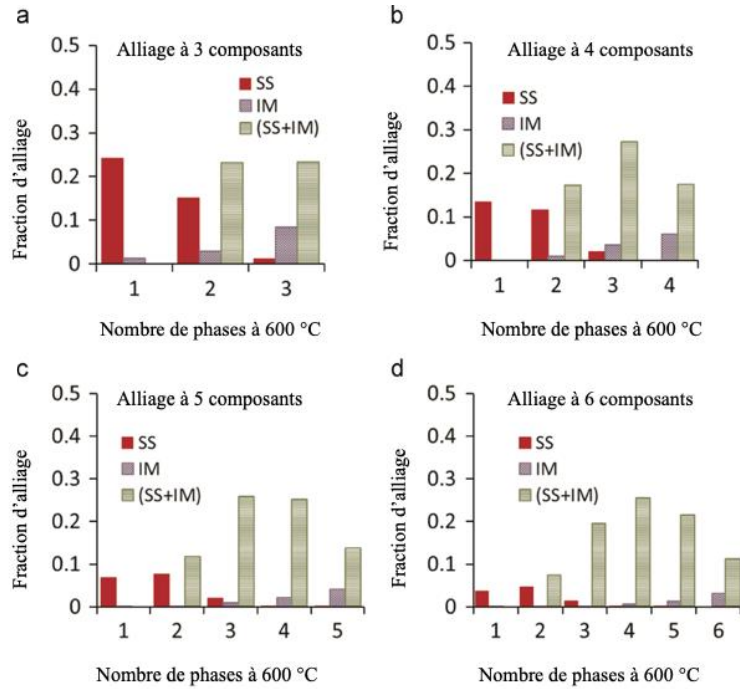 a
Alliage à 3 composants
0.5
0.4
0.3
0.2
0.1
0
SS
IM
(SS+IM)
Fraction d'alliage
1 2 3
Nombre de phases à 600 °C
b
Alliage à 4 composants
0.5
0.4
0.3
0.2
0.1
0
SS
IM
(SS+IM)
Fraction d'alliage
1 2 3 4
Nombre de phases à 600 °C
c
Alliage à 5 composants
0.5
0.4
0.3
0.2
0.1
0
SS
IM
(SS+IM)
Fraction d'alliage
1 2 3 4 5
Nombre de phases à 600 °C
d
Alliage à 6 composants
0.5
0.4
0.3
0.2
0.1
0
SS
IM
(SS+IM)
Fraction d'alliage
1 2 3 4 5 6
Nombre de phases à 600 °C